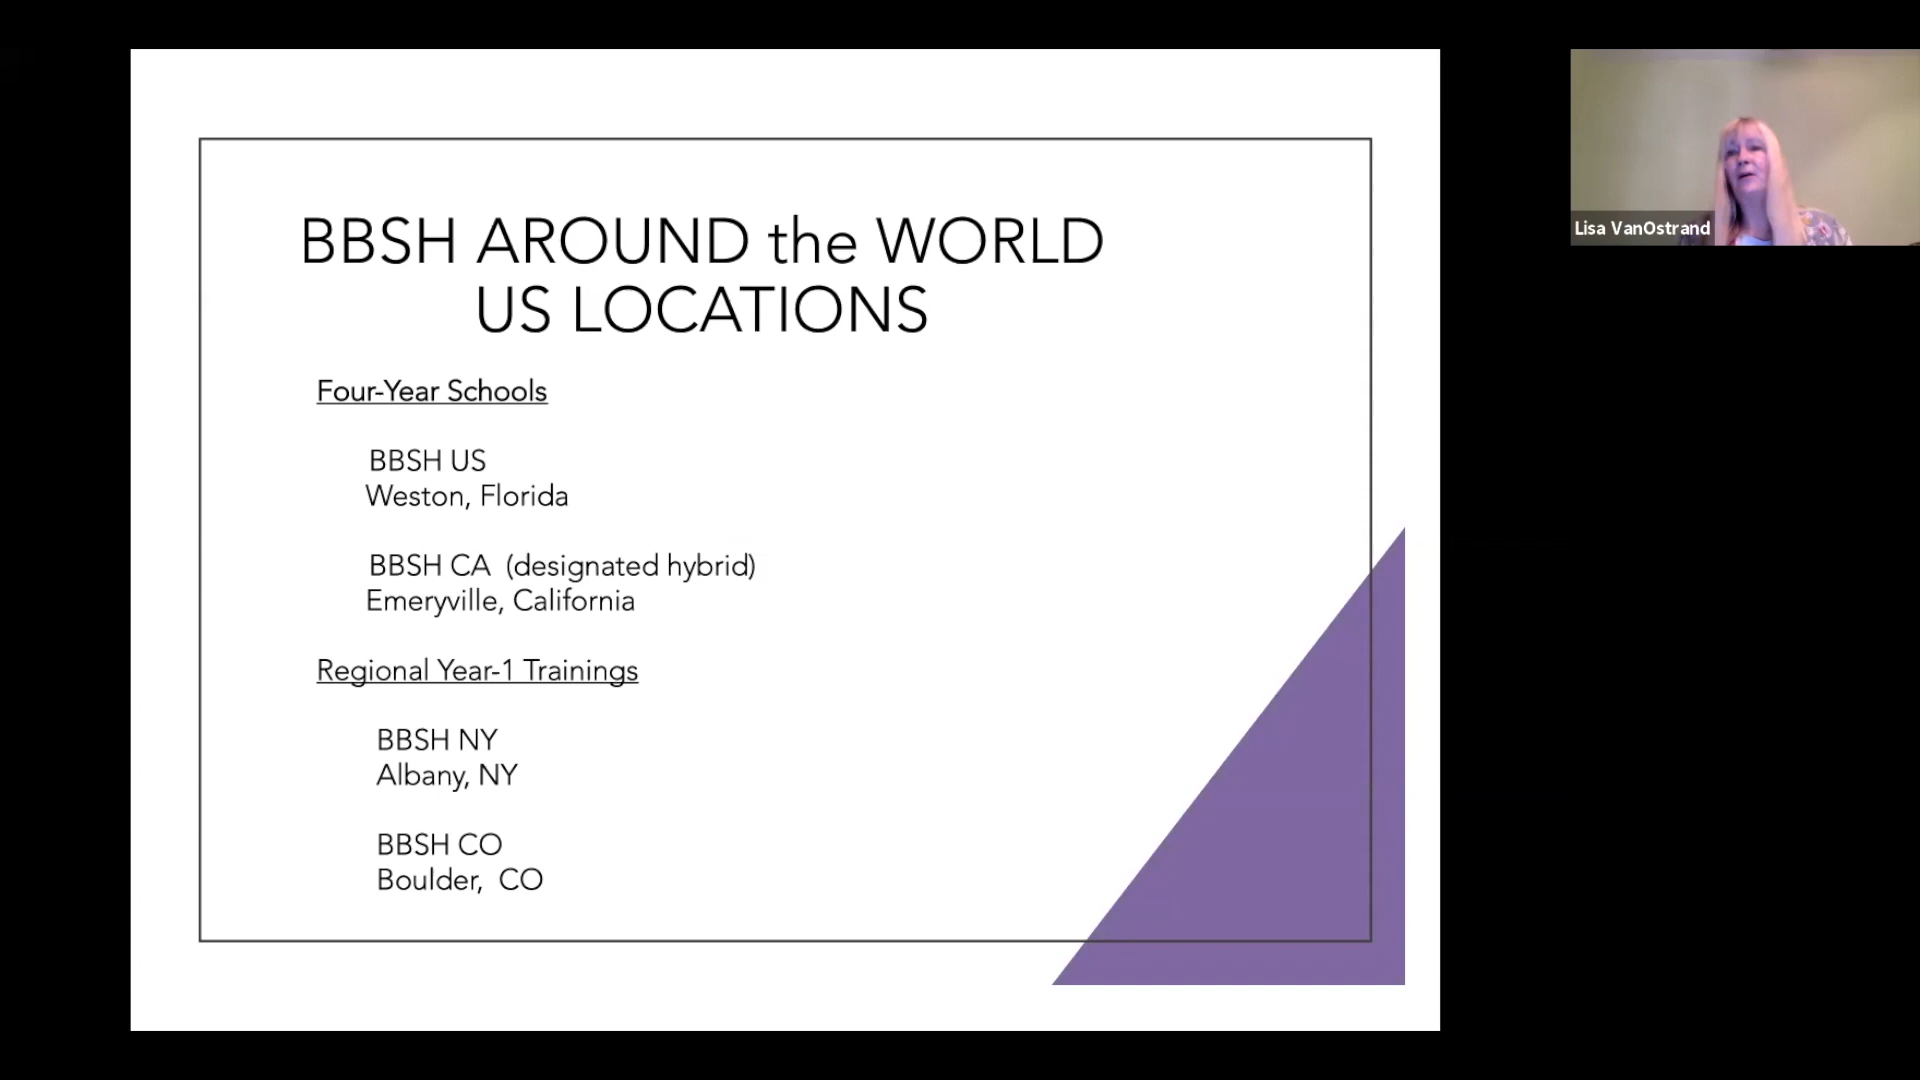 BBSH AROUND the WORLD
US LOCATIONS
Four-Year Schools
BBSH US
Weston, Florida
BBSH CA (designated hybrid)
Emeryville, California
Regional Year-1 Trainings
BBSH NY
Albany, NY
BBSH CO
Boulder, CO
Lisa VanOstrand